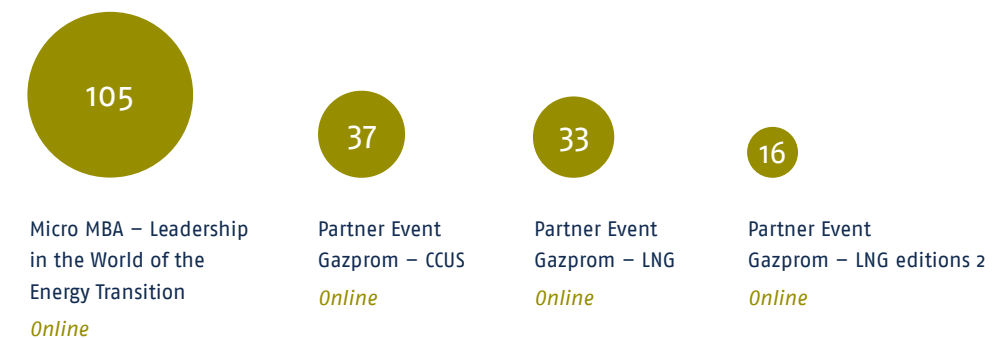 105
37
33
16
Micro MBA – Leadership
in the World of the
Energy Transition
Online
Partner Event
Gazprom – CCUS
Online
Partner Event
Gazprom – LNG
Online
Partner Event
Gazprom – LNG editions 2
Online